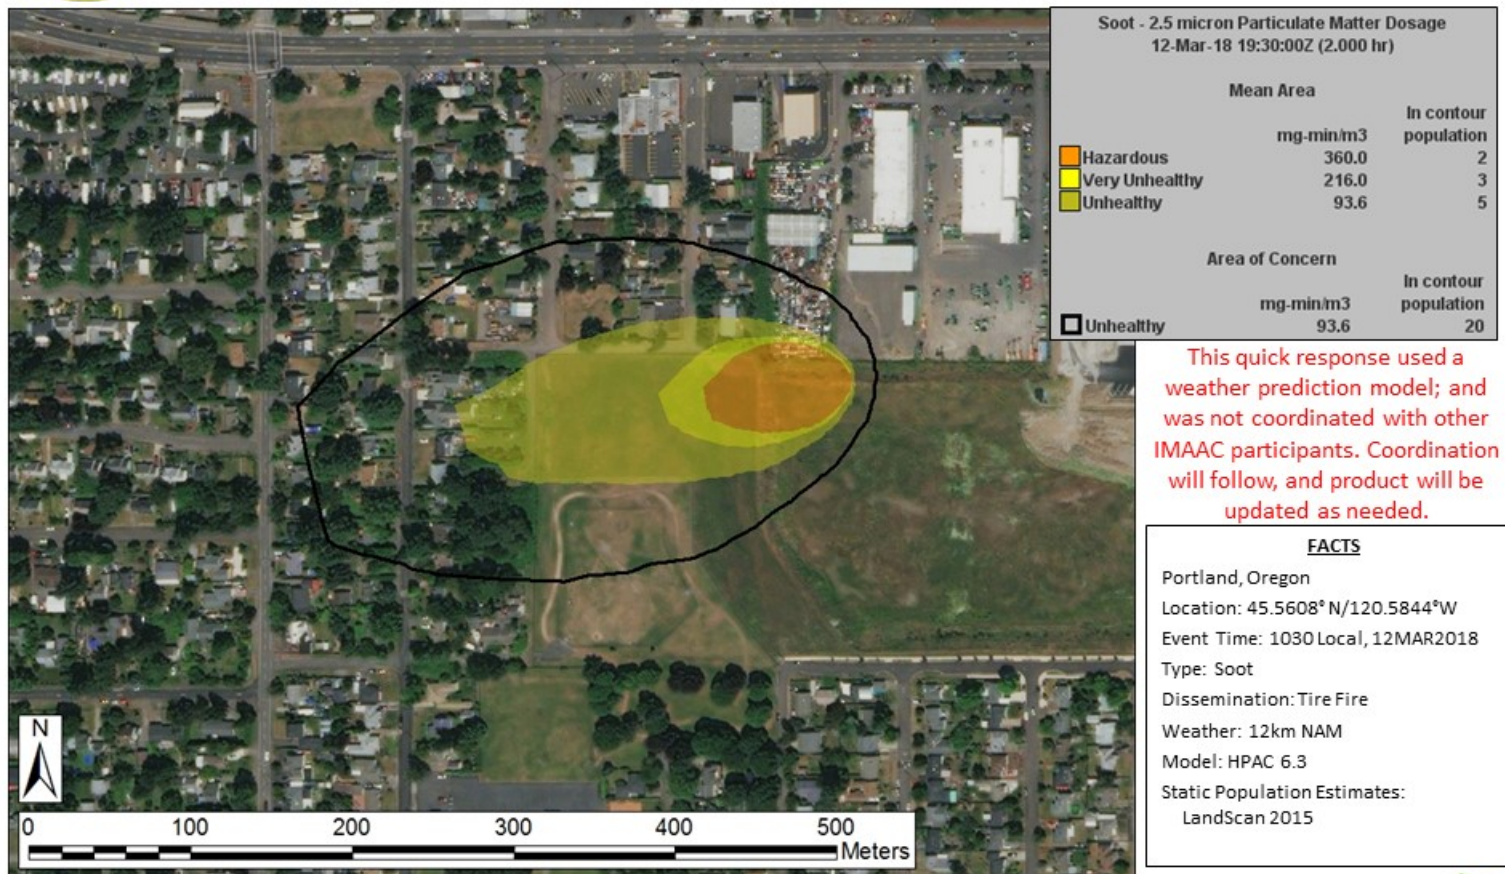 Soot - 2.5 micron Particulate Matter Dosage
12-Mar-18 19:30:00Z (2.000 hr)
Mean Area
mg-min/m3 In contour population
Hazardous 360.0 2
Very Unhealthy 216.0 3
Unhealthy 93.6 5
Area of Concern
mg-min/m3 In contour population
Unhealthy 93.6 20
This quick response used a
weather prediction model; and
was not coordinated with other
IMAAC participants. Coordination
will follow, and product will be
updated as needed.
FACTS
Portland, Oregon
Location: 45.5608° N/120.5844°W
Event Time: 1030 Local, 12MAR2018
Type: Soot
Dissemination: Tire Fire
Weather: 12km NAM
Model: HPAC 6.3
Static Population Estimates:
LandScan 2015
N
0 100 200 300 400 500
Meters